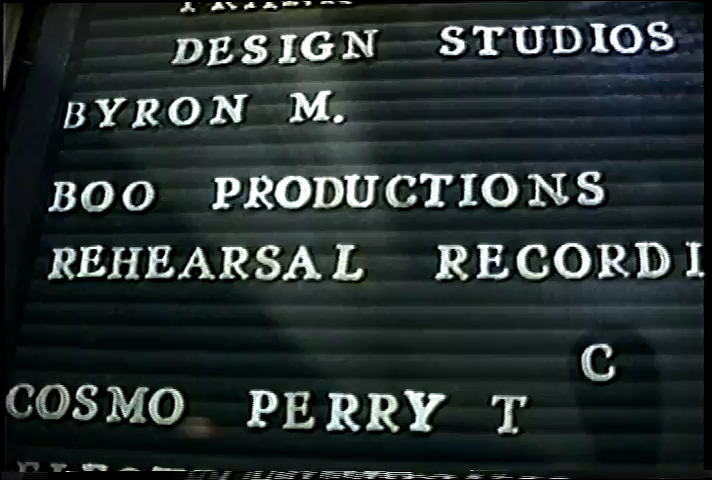 DESIGN STUDIOS
BYRON M.
BOO PRODUCTIONS
REHEARSAL RECORDI
C
COSMO PERRY T